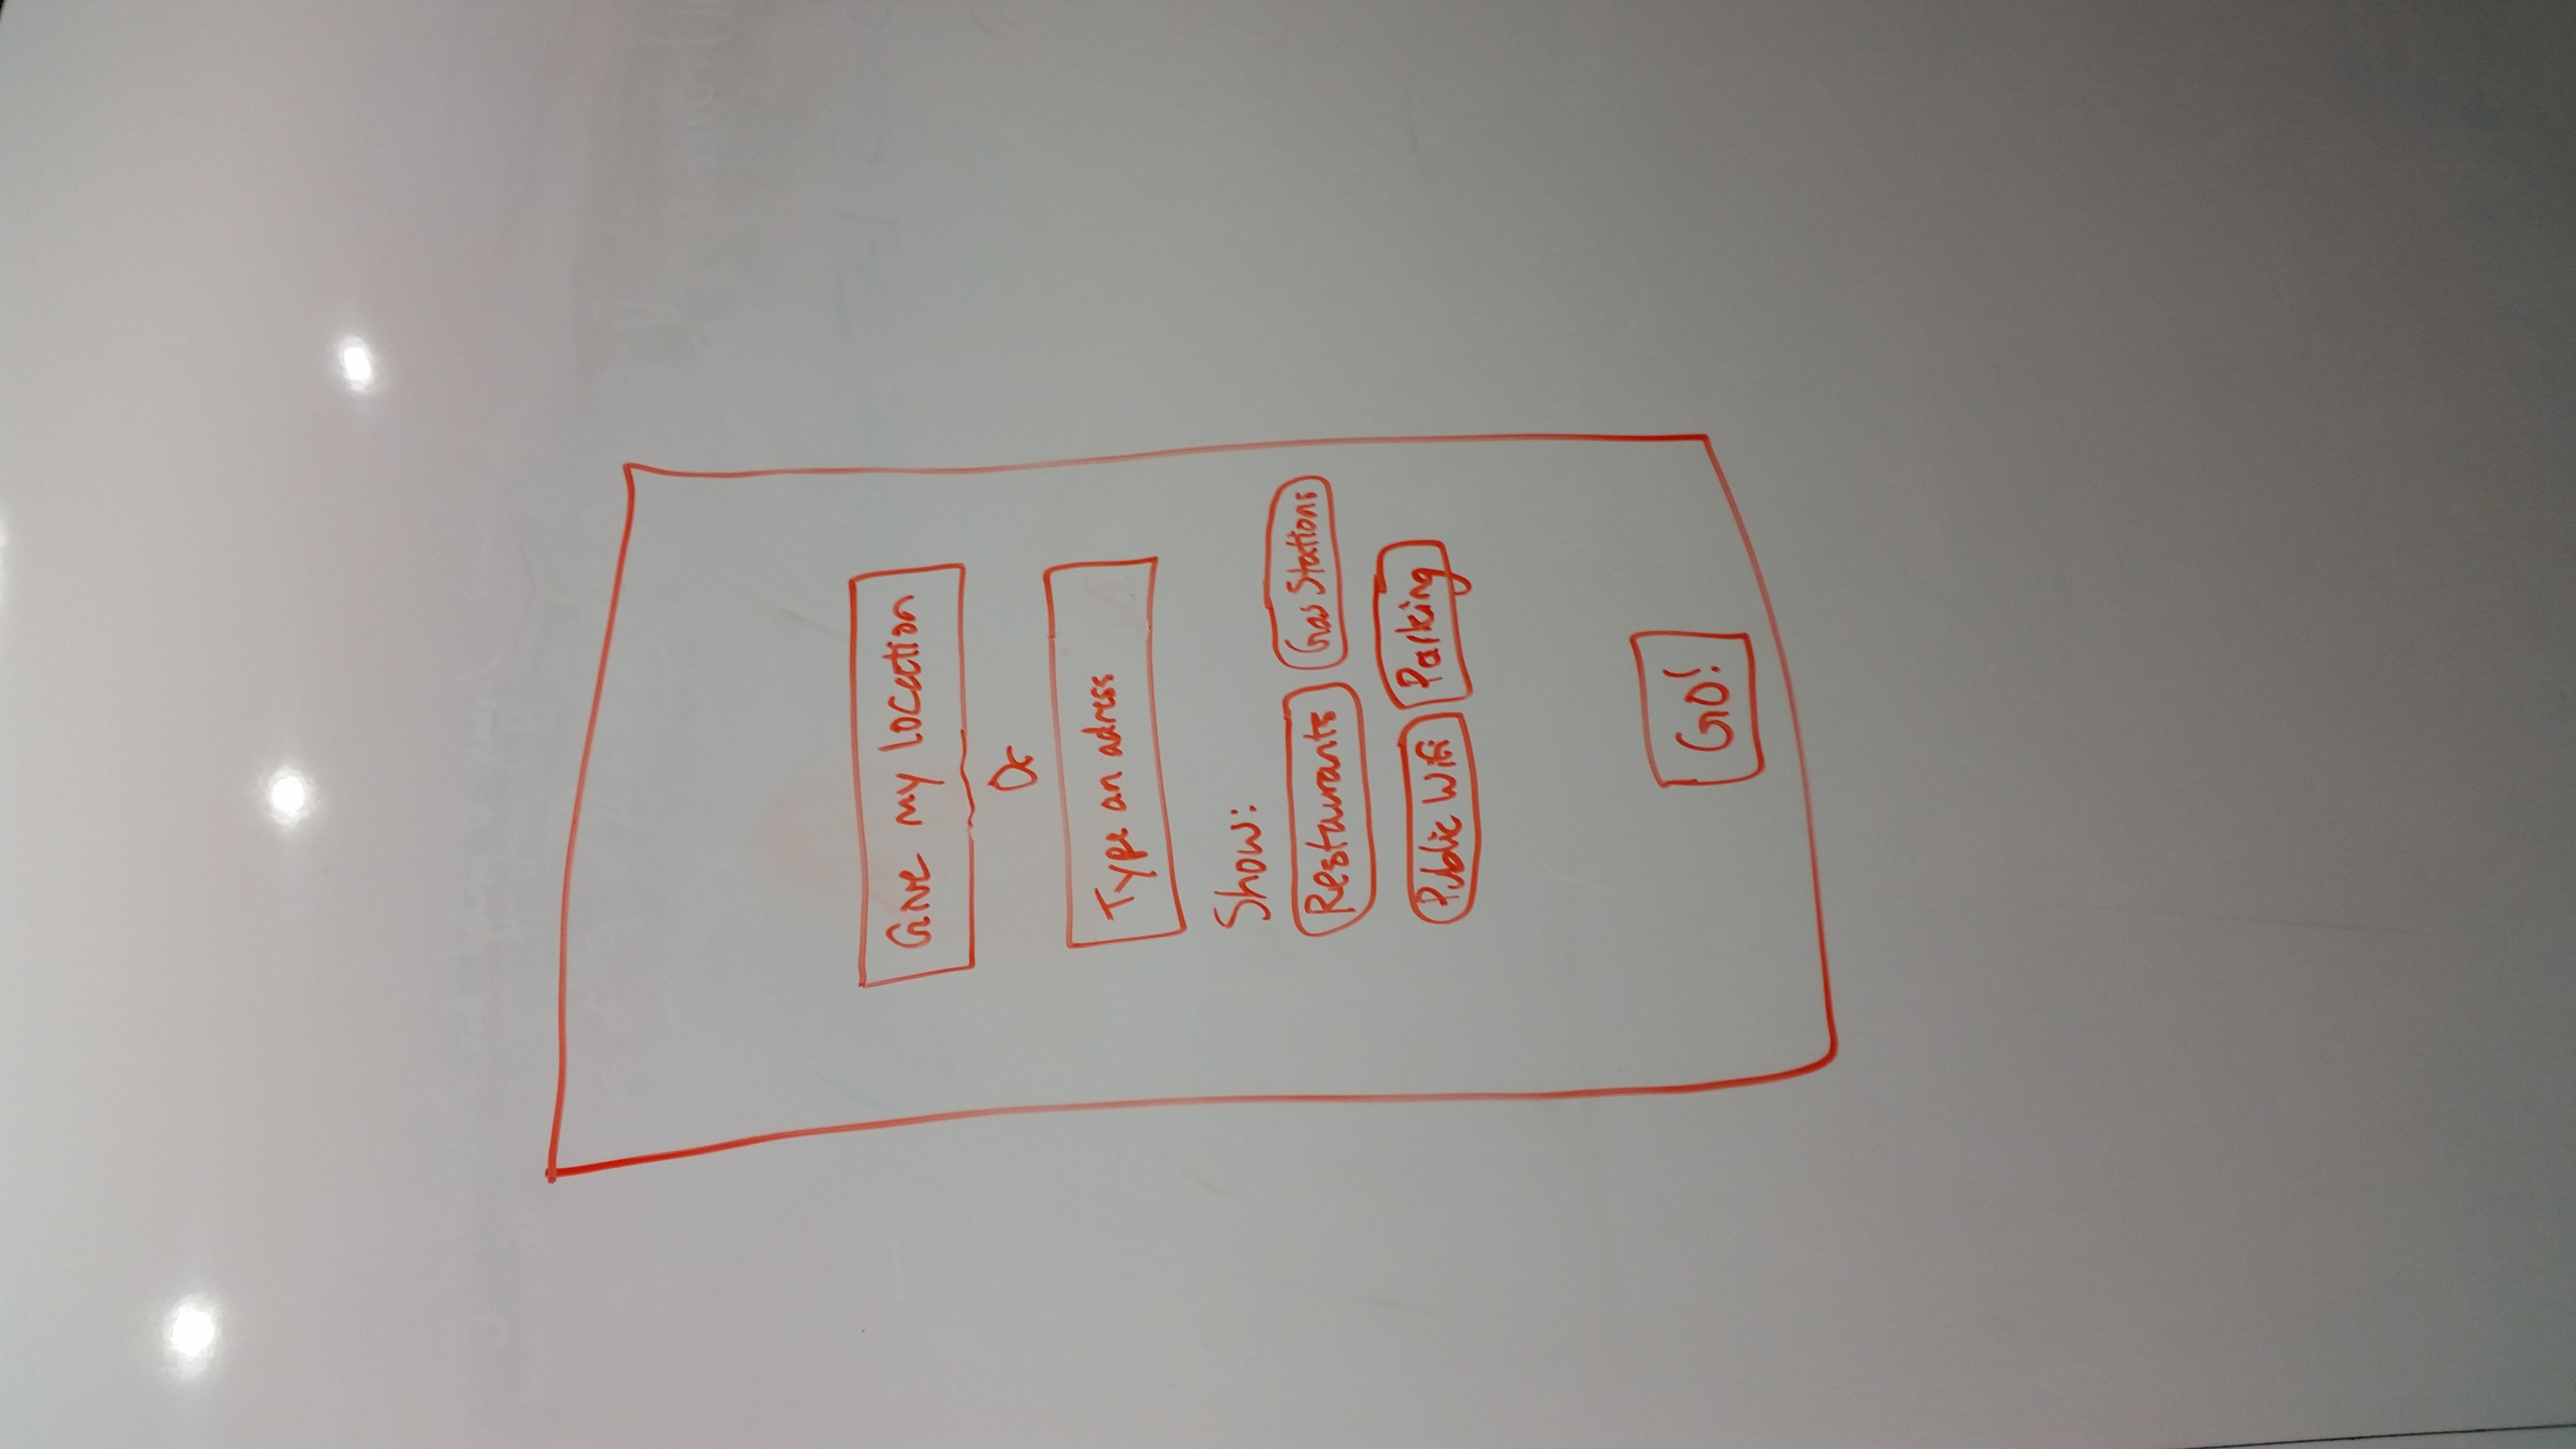 Give my location
Or
Type an adress
Show:
Restaurants Gas Stations
Public Wifi Parking
Go!